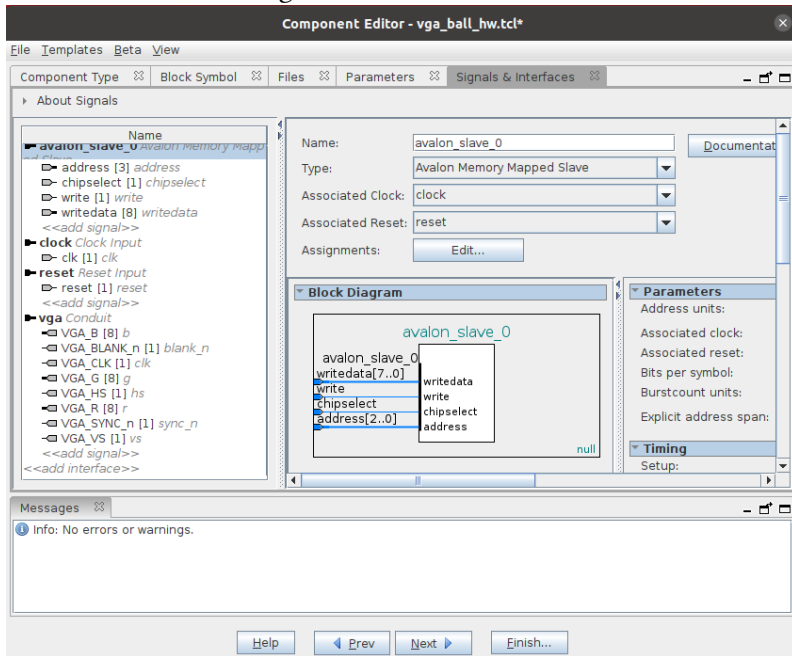 Component Editor - vga_ball_hw.tcl*
File Templates Beta View
Component Type Block Symbol Files Parameters Signals & Interfaces
About Signals
Name
avalon_slave_0 Avalon Memory Mapp
address [3] address
chipselect [1] chipselect
write [1] write
writedata [8] writedata
<<add signal>>
clock Clock Input
clk [1] clk
reset Reset Input
reset [1] reset
<<add signal>>
vga Conduit
VGA_B [8] b
VGA_BLANK_n [1] blank_n
VGA_CLK [1] clk
VGA_G [8] g
VGA_HS [1] hs
VGA_R [8] r
VGA_SYNC_n [1] sync_n
VGA_VS [1] vs
<<add signal>>
<<add interface>>
Name: avalon_slave_0 Documentat
Type: Avalon Memory Mapped Slave
Associated Clock: clock
Associated Reset: reset
Assignments: Edit...
Block Diagram
avalon_slave_0
avalon_slave_0
writedata[7..0] writedata
write write
chipselect chipselect
address[2..0] address
null
Parameters
Address units:
Associated clock:
Associated reset:
Bits per symbol:
Burstcount units:
Explicit address span:
Timing
Setup:
Messages
Info: No errors or warnings.
Help Prev Next Finish...